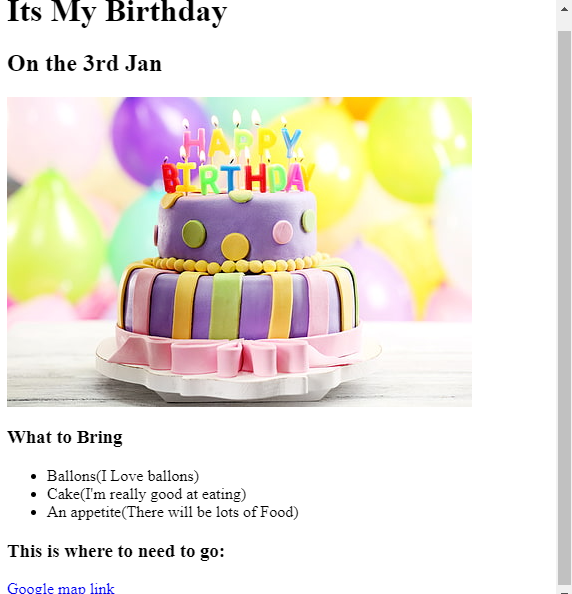 Its My Birthday
On the 3rd Jan
HAPPY
BIRTHDAY
What to Bring
Ballons(I Love ballons)
Cake(I'm really good at eating)
An appetite(There will be lots of Food)
This is where to need to go:
Google map link